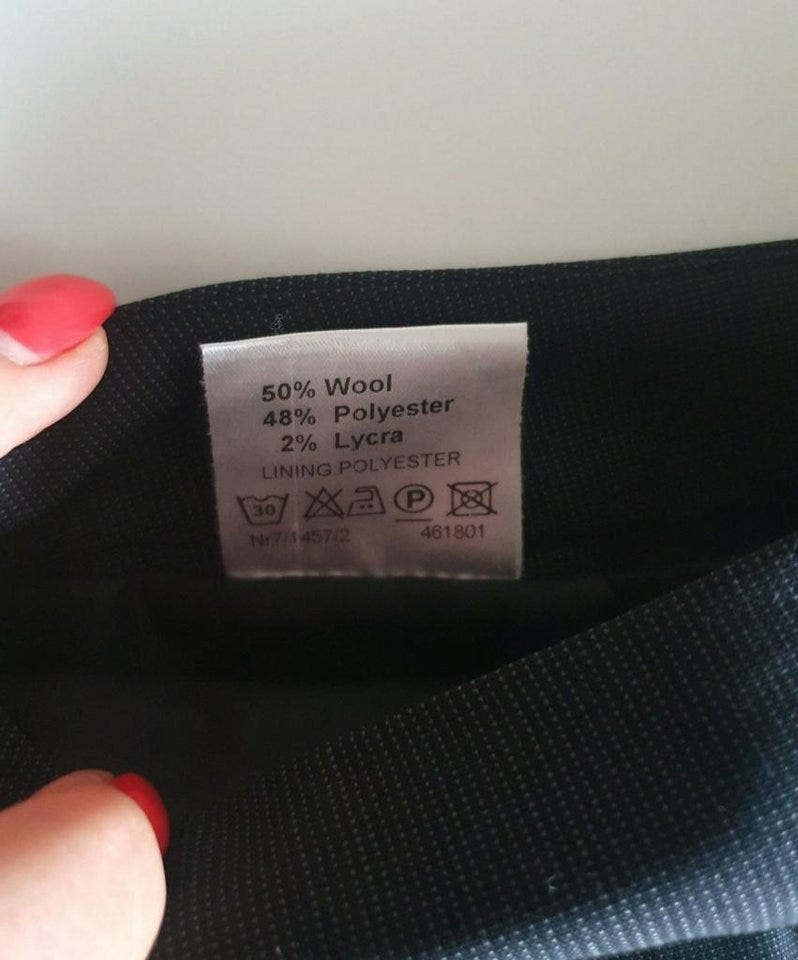 50% Wool
48% Polyester
2% Lycra
LINING:POLYESTER
30 P
Nr7/1457/2 461801